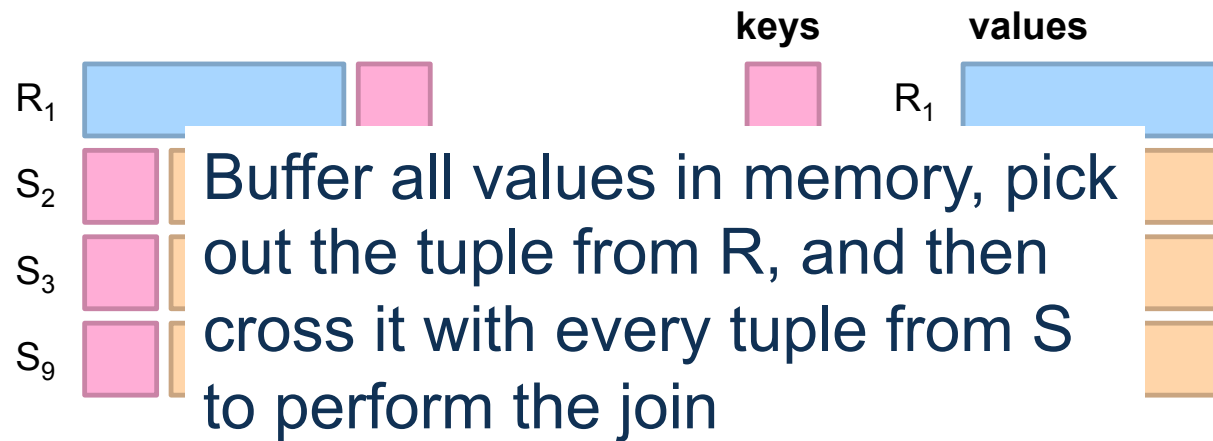 keys values
R₁ R₁
S₂
S₃
S₉
Buffer all values in memory, pick
out the tuple from R, and then
cross it with every tuple from S
to perform the join